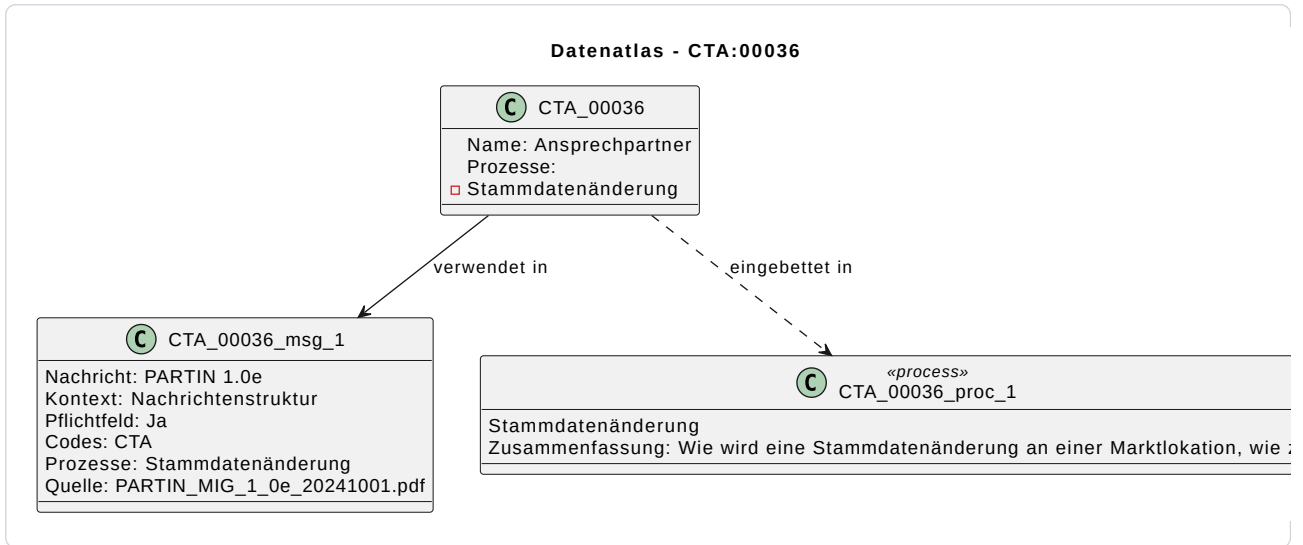 Datenatlas - CTA:00036
C CTA_00036
Name: Ansprechpartner
Prozesse:
Stammdatenänderung
verwendet in
eingebettet in
C CTA_00036_msg_1
Nachricht: PARTIN 1.0e
Kontext: Nachrichtenstruktur
Pflichtfeld: Ja
Codes: CTA
Prozesse: Stammdatenänderung
Quelle: PARTIN_MIG_1_0e_20241001.pdf
«process»
C CTA_00036_proc_1
Stammdatenänderung
Zusammenfassung: Wie wird eine Stammdatenänderung an einer Marktlokation, wie